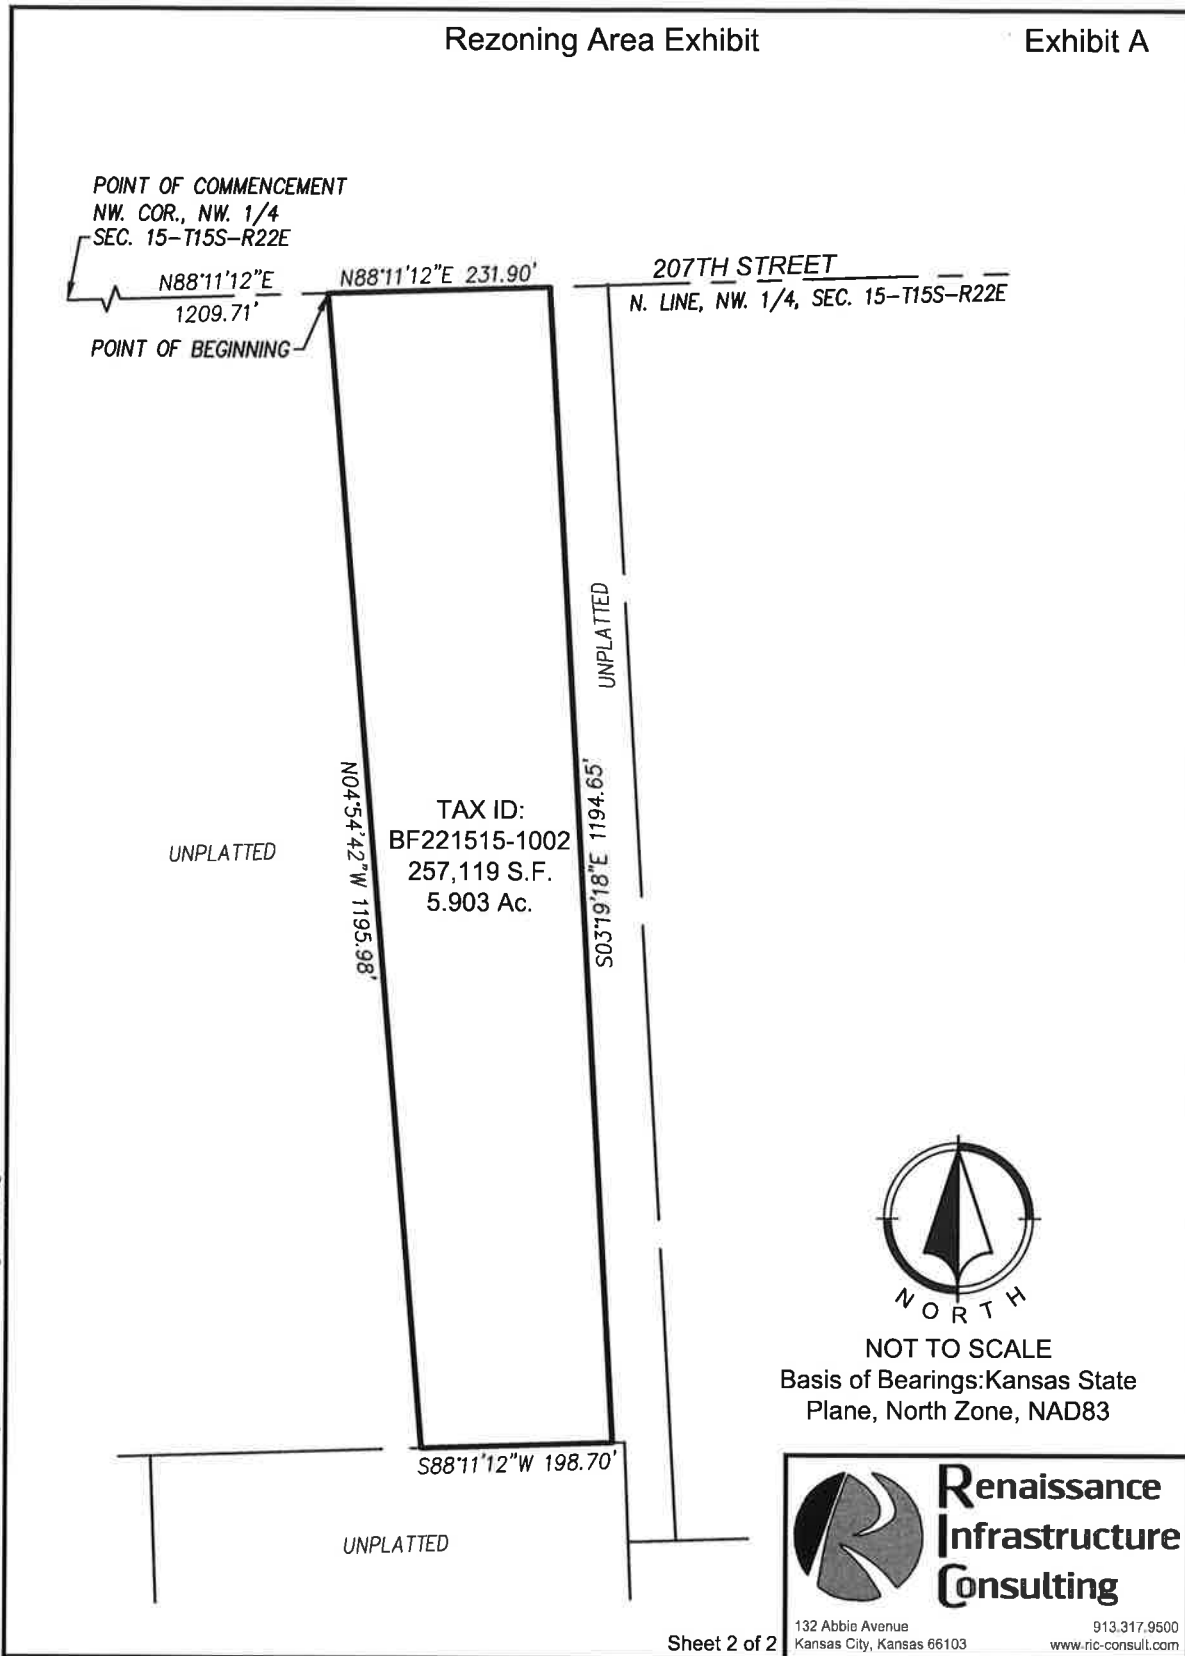 Rezoning Area Exhibit
Exhibit A
POINT OF COMMENCEMENT
NW. COR., NW. 1/4
SEC. 15-T15S-R22E
N88°11'12"E
1209.71'
POINT OF BEGINNING
N88°11'12"E 231.90'
207TH STREET
N. LINE, NW. 1/4, SEC. 15-T15S-R22E
UNPLATTED
N04°54'42"W 1195.98'
TAX ID:
BF221515-1002
257,119 S.F.
5.903 Ac.
S03°19'18"E 1194.65'
UNPLATTED
S88°11'12"W 198.70'
UNPLATTED
NORTH
NOT TO SCALE
Basis of Bearings:Kansas State
Plane, North Zone, NAD83
Renaissance
Infrastructure
Consulting
132 Abbie Avenue
Kansas City, Kansas 66103
913.317.9500
www.ric-consult.com
Sheet 2 of 2